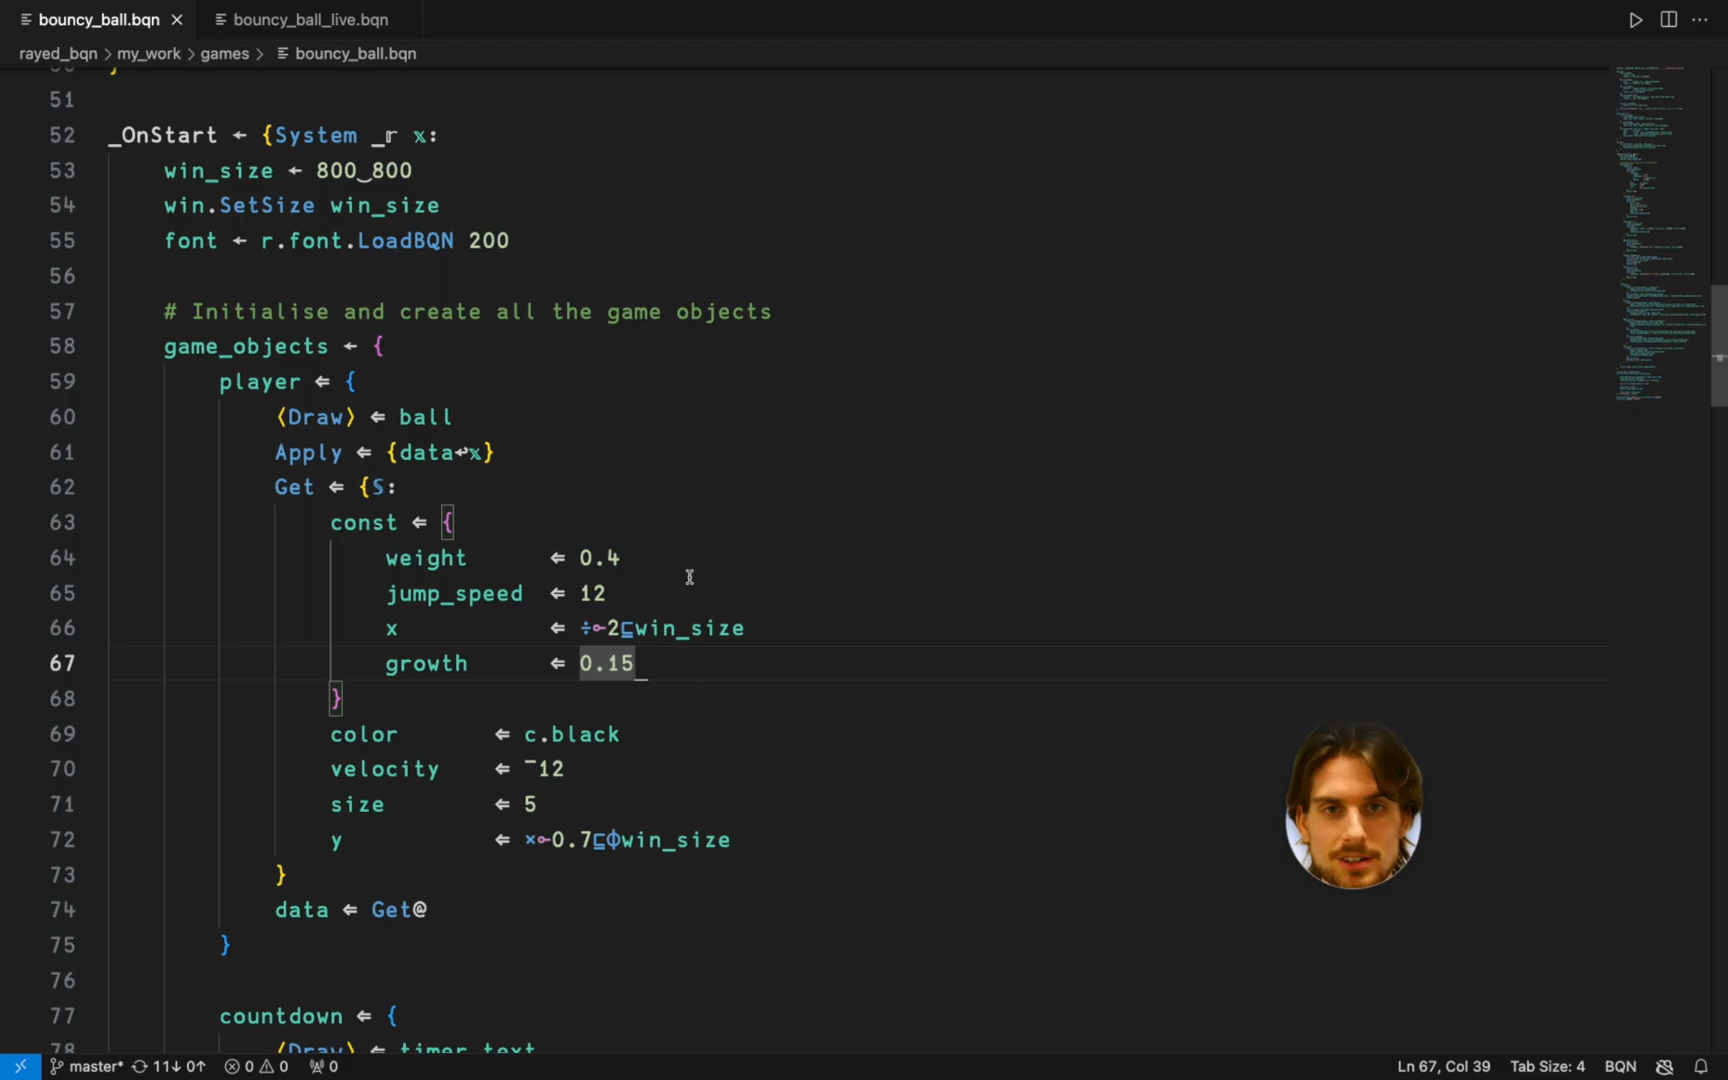 bouncy_ball.bqn
bouncy_ball_live.bqn
rayed_bqn > my_work > games > bouncy_ball.bqn
51
52 _OnStart ← {System _𝕣 𝕩:
53 win_size ← 800‿800
54 win.SetSize win_size
55 font ← r.font.LoadBQN 200
56
57 # Initialise and create all the game objects
58 game_objects ← {
59 player ⇐ {
60 ⟨Draw⟩ ⇐ ball
61 Apply ⇐ {data↩𝕩}
62 Get ⇐ {𝕊:
63 const ⇐ {
64 weight ⇐ 0.4
65 jump_speed ⇐ 12
66 x ⇐ ÷⟜2⊑win_size
67 growth ⇐ 0.15
68 }
69 color ⇐ c.black
70 velocity ⇐ ¯12
71 size ⇐ 5
72 y ⇐ ×⟜0.7⊑⌽win_size
73 }
74 data ⇐ Get@
75 }
76
77 countdown ⇐ {
78 ⟨Draw⟩ ⇐ timer_text
master* 11↓ 0↑ 0 0 0 Ln 67, Col 39 Tab Size: 4 BQN